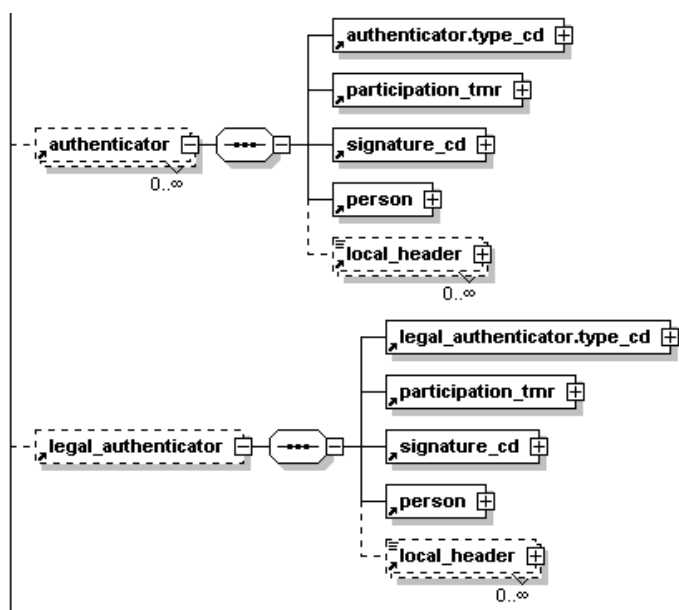 authenticator.type_cd
participation_tmr
authenticator
signature_cd
0..∞
person
local_header
0..∞
legal_authenticator.type_cd
participation_tmr
legal_authenticator
signature_cd
person
local_header
0..∞